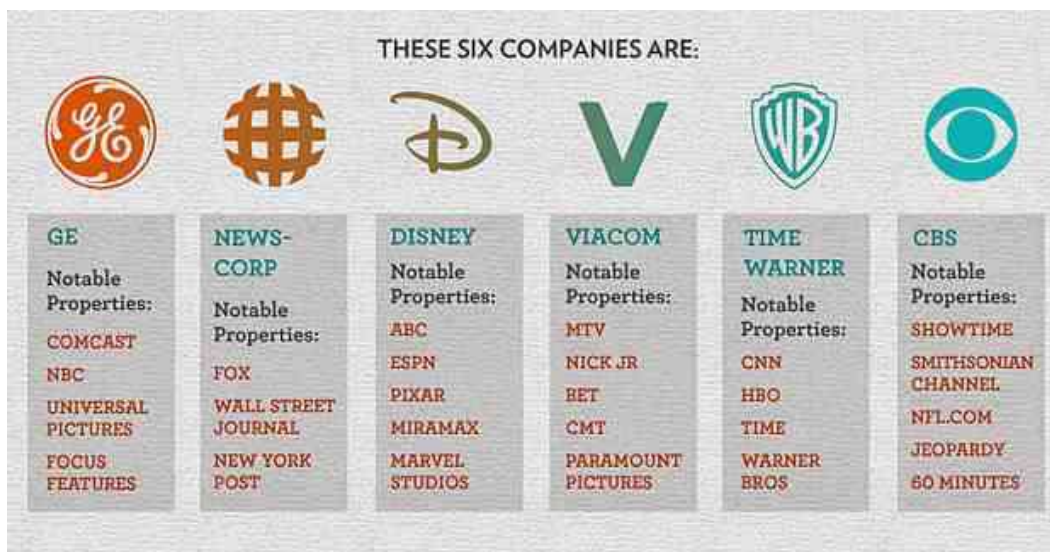 THESE SIX COMPANIES ARE:
GE
WB
GE
Notable
Properties:
COMCAST
NBC
UNIVERSAL
PICTURES
FOCUS
FEATURES
NEWS-
CORP
Notable
Properties:
FOX
WALL STREET
JOURNAL
NEW YORK
POST
DISNEY
Notable
Properties:
ABC
ESPN
PIXAR
MIRAMAX
MARVEL
STUDIOS
VIACOM
Notable
Properties:
MTV
NICK JR
BET
CMT
PARAMOUNT
PICTURES
TIME
WARNER
Notable
Properties:
CNN
HBO
TIME
WARNER
BROS
CBS
Notable
Properties:
SHOWTIME
SMITHSONIAN
CHANNEL
NFL.COM
JEOPARDY
60 MINUTES